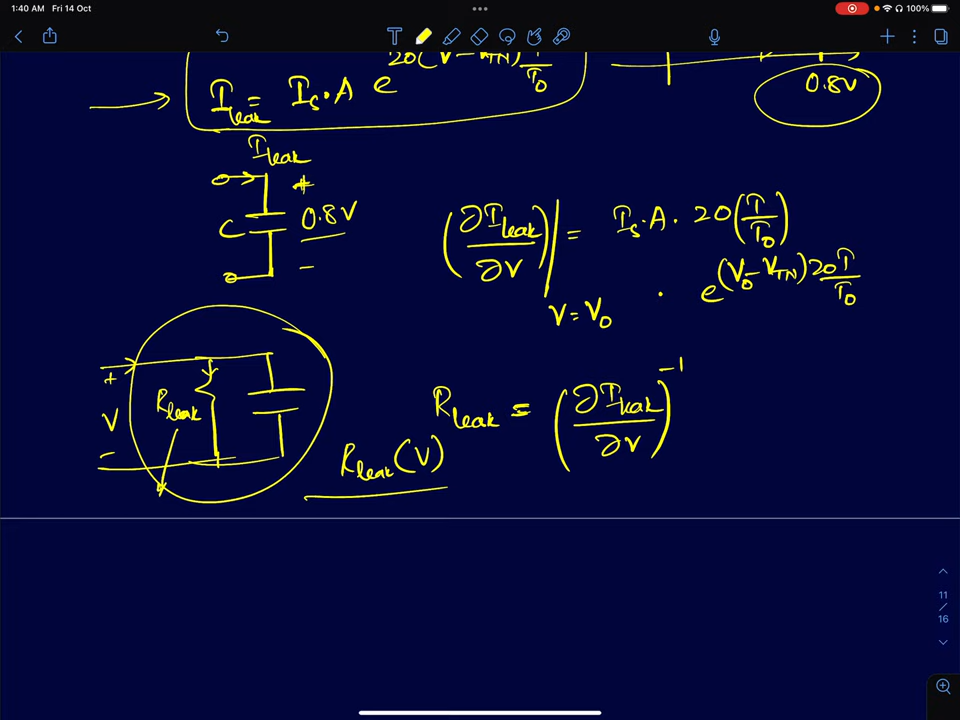 1:40 AM Fri 14 Oct
100%
20(V - V_TN) T/T_0
I_leak = I_s · A e
0.8V
I_leak
+
C 0.8V
-
(∂I_leak/∂V)|_{V=V_0} = I_s · A · 20(T/T_0)
· e^{(V_0 - V_TN) 20 T/T_0}
+
V R_leak
-
R_leak = (∂I_leak/∂V)^{-1}
R_leak(V)
11
/
16